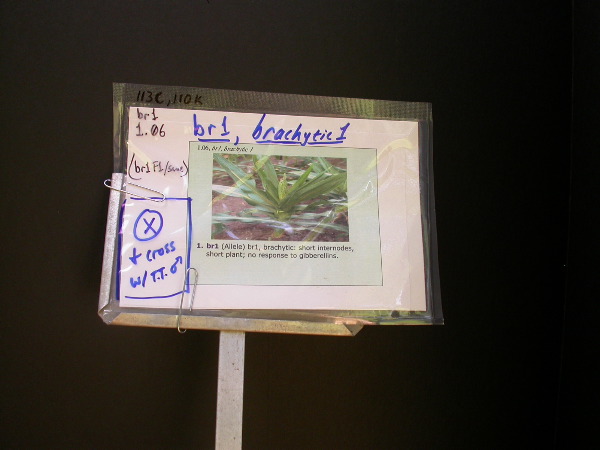 113C, 110K
br1
1.06
br1, brachytic1
(br1 F1/same)
1.06, br1, Brachytic 1
1. br1 (Allele) br1, brachytic: short internodes,
short plant; no response to gibberellins.
X
+ cross
w/ T.T. ♂